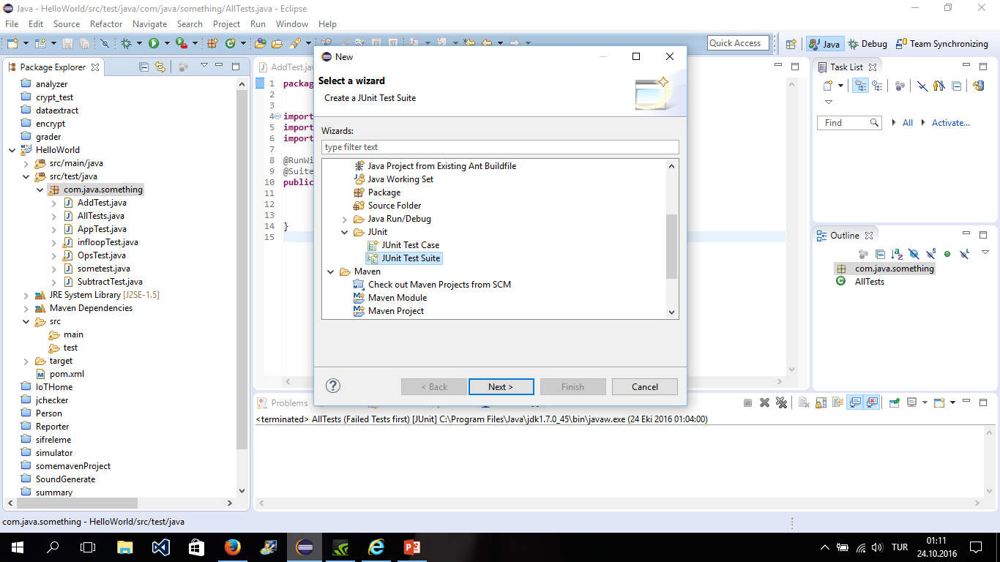 Java - HelloWorld/src/test/java/com/java/something/AllTests.java - Eclipse
File Edit Source Refactor Navigate Search Project Run Window Help
Quick Access
Java
Debug
Team Synchronizing
Package Explorer
analyzer
crypt_test
dataextract
encrypt
grader
HelloWorld
src/main/java
src/test/java
com.java.something
AddTest.java
AllTests.java
AppTest.java
infloopTest.java
OpsTest.java
sometest.java
SubtractTest.java
JRE System Library [J2SE-1.5]
Maven Dependencies
src
main
test
target
pom.xml
IoTHome
jchecker
Person
Reporter
sifreleme
simulator
somemavenProject
SoundGenerate
summary
AddTest.jav
1 packag
2
3
4 import
5 import
6 import
7
8 @RunWi
9 @Suite
10 public
11
12
13
14 }
15
New
Select a wizard
Create a JUnit Test Suite
Wizards:
type filter text
Java Project from Existing Ant Buildfile
Java Working Set
Package
Source Folder
Java Run/Debug
JUnit
JUnit Test Case
JUnit Test Suite
Maven
Check out Maven Projects from SCM
Maven Module
Maven Project
< Back
Next >
Finish
Cancel
Task List
Find
All
Activate...
Outline
com.java.something
AllTests
Problems
<terminated> AllTests (Failed Tests first) [JUnit] C:\Program Files\Java\jdk1.7.0_45\bin\javaw.exe (24 Eki 2016 01:04:00)
com.java.something - HelloWorld/src/test/java
TUR
01:11
24.10.2016